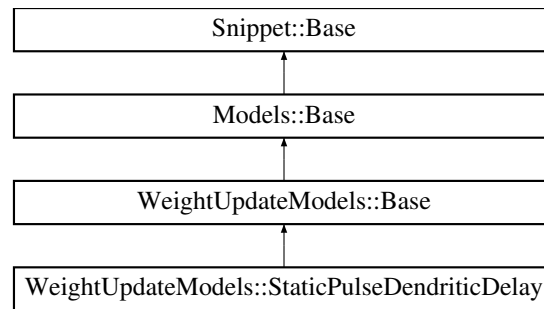 Snippet::Base
Models::Base
WeightUpdateModels::Base
WeightUpdateModels::StaticPulseDendriticDelay